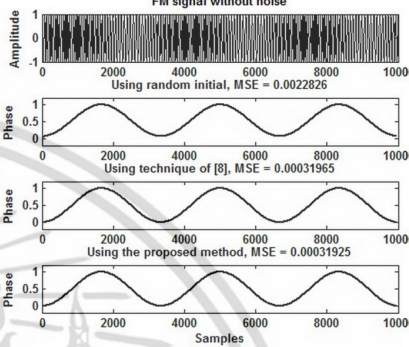 FM signal without noise
Amplitude
1
0
-1
0 2000 4000 6000 8000 1000
Using random initial, MSE = 0.0022826
Phase
1
0.5
0
0 2000 4000 6000 8000 1000
Using technique of [8], MSE = 0.00031965
Phase
1
0.5
0
0 2000 4000 6000 8000 1000
Using the proposed method, MSE = 0.00031925
Phase
1
0.5
0
0 2000 4000 6000 8000 1000
Samples